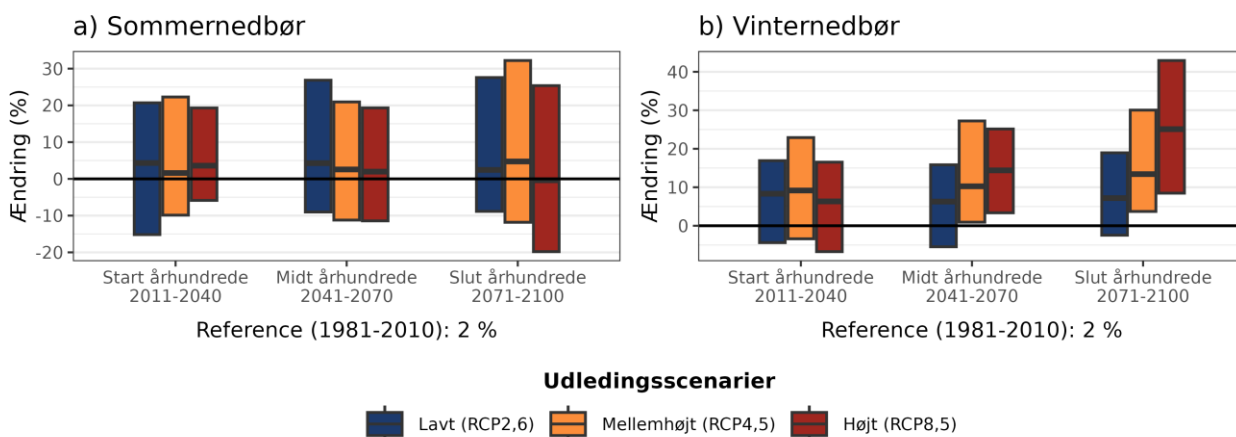 a) Sommernedbør
Ændring (%)
30
20
10
0
-10
-20
Start århundrede
2011-2040
Midt århundrede
2041-2070
Slut århundrede
2071-2100
Reference (1981-2010): 2 %
b) Vinternedbør
Ændring (%)
40
30
20
10
0
Start århundrede
2011-2040
Midt århundrede
2041-2070
Slut århundrede
2071-2100
Reference (1981-2010): 2 %
Udledingsscenarier
Lavt (RCP2,6)
Mellemhøjt (RCP4,5)
Højt (RCP8,5)